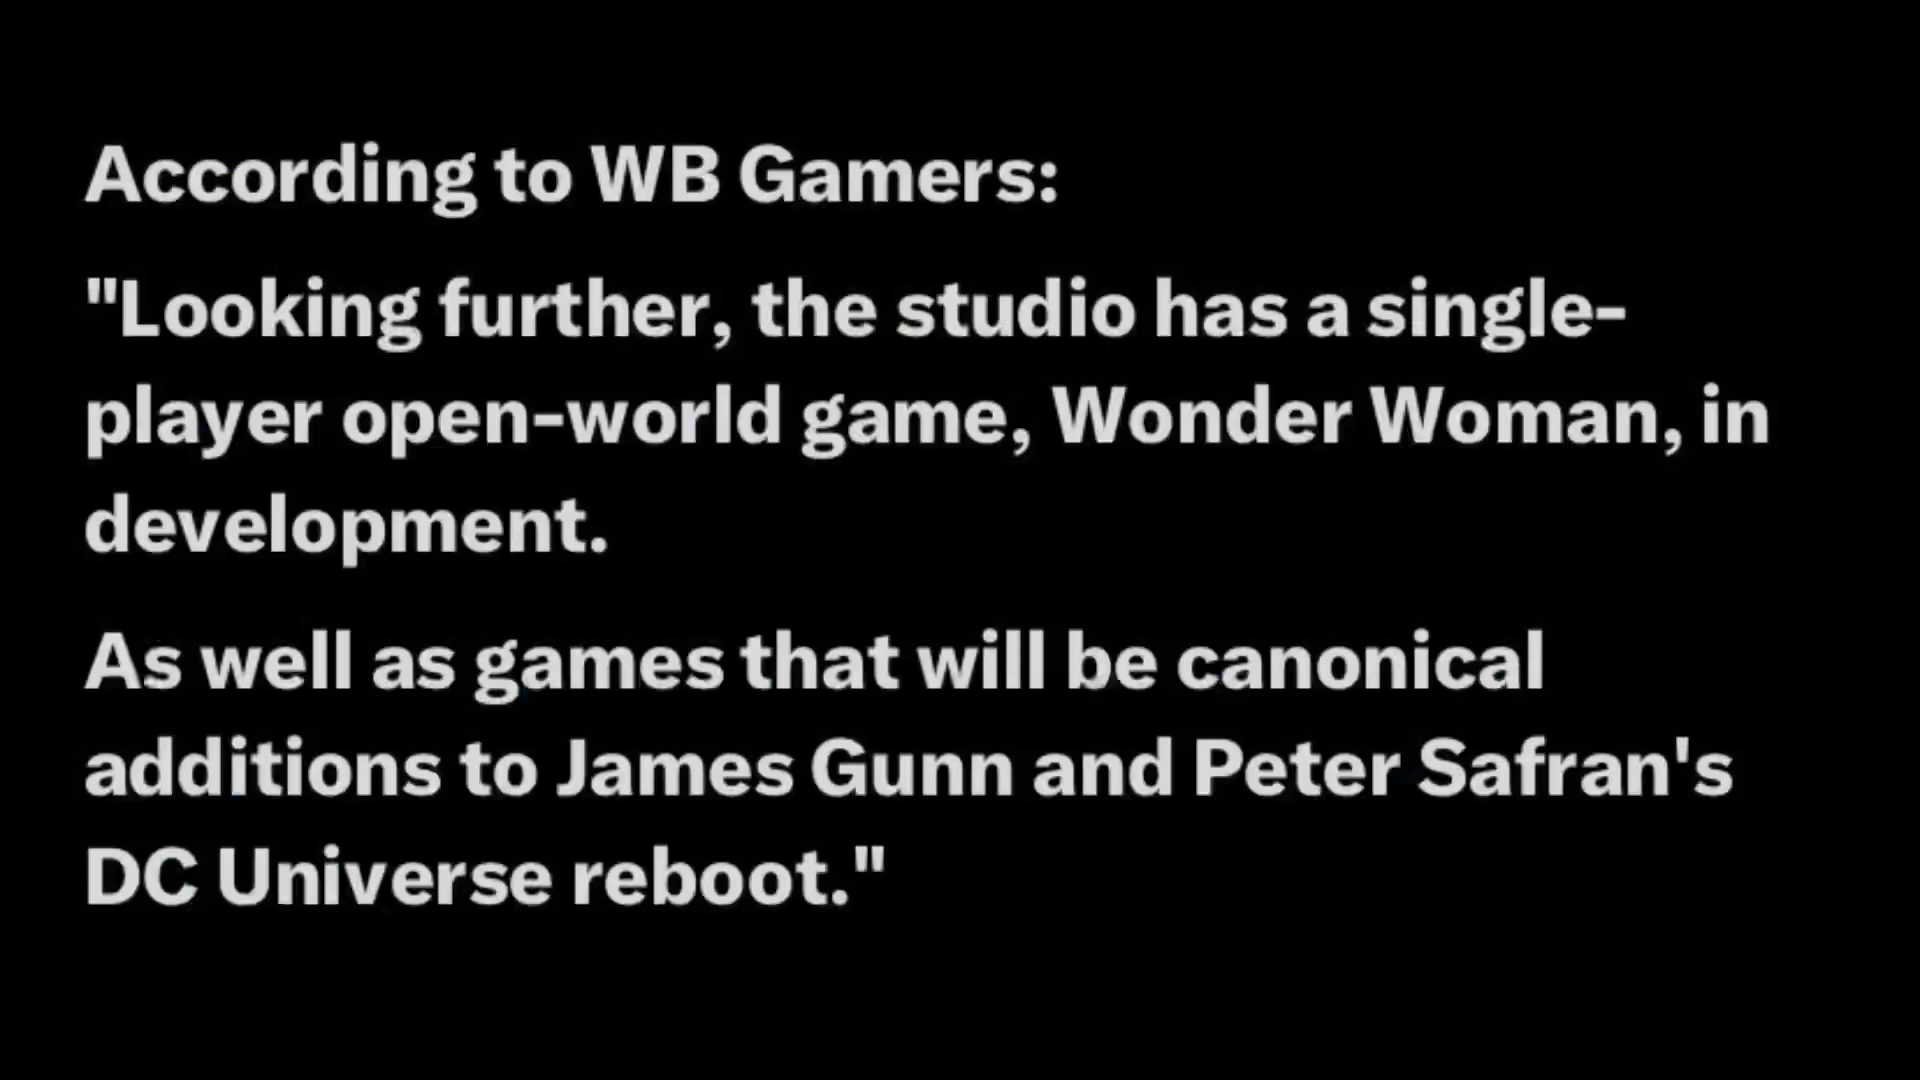 According to WB Gamers:
"Looking further, the studio has a single-
player open-world game, Wonder Woman, in
development.
As well as games that will be canonical
additions to James Gunn and Peter Safran's
DC Universe reboot."